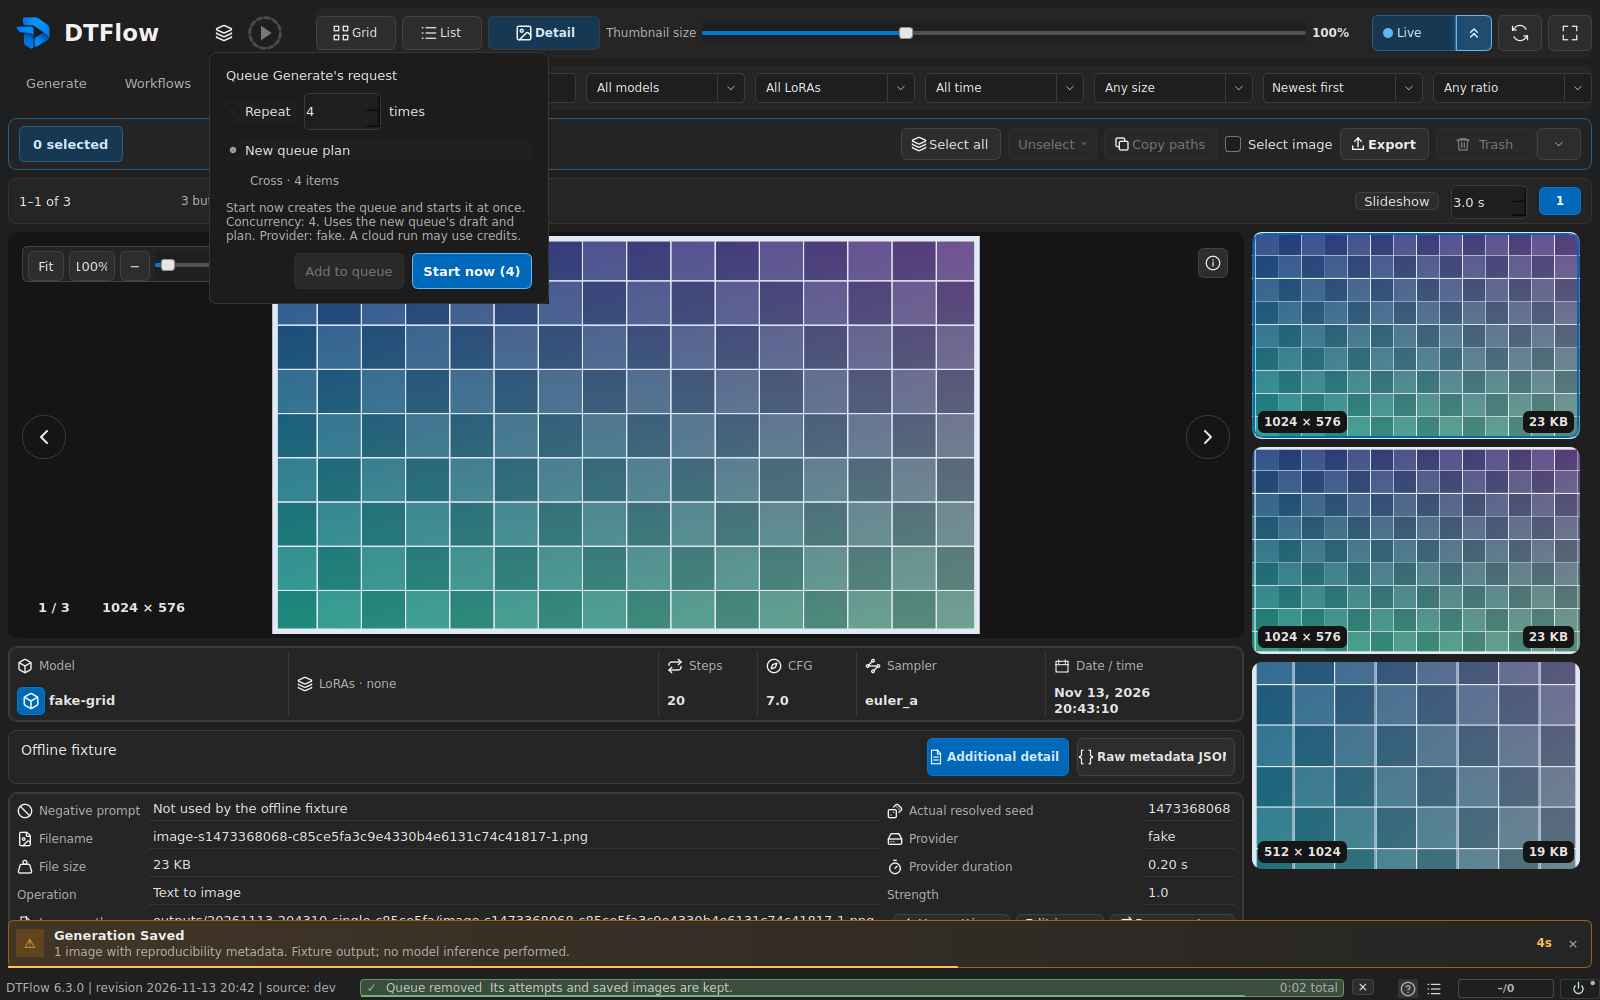 DTFlow
Grid
List
Detail
Thumbnail size
100%
Live
Generate
Workflows
All models
All LoRAs
All time
Any size
Newest first
Any ratio
Queue Generate's request
Repeat
4
times
New queue plan
Cross · 4 items
Start now creates the queue and starts it at once.
Concurrency: 4. Uses the new queue's draft and
plan. Provider: fake. A cloud run may use credits.
Add to queue
Start now (4)
0 selected
Select all
Unselect
Copy paths
Select image
Export
Trash
1–1 of 3
Slideshow
3.0 s
1
Fit
100%
1 / 3
1024 × 576
1024 × 576
23 KB
1024 × 576
23 KB
512 × 1024
19 KB
Model
fake-grid
LoRAs · none
Steps
20
CFG
7.0
Sampler
euler_a
Date / time
Nov 13, 2026
20:43:10
Offline fixture
Additional detail
{ } Raw metadata JSON
Negative prompt
Not used by the offline fixture
Actual resolved seed
1473368068
Filename
image-s1473368068-c85ce5fa3c9e4330b4e6131c74c41817-1.png
Provider
fake
File size
23 KB
Provider duration
0.20 s
Operation
Text to image
Strength
1.0
Generation Saved
1 image with reproducibility metadata. Fixture output; no model inference performed.
4s
DTFlow 6.3.0 | revision 2026-11-13 20:42 | source: dev
✓ Queue removed Its attempts and saved images are kept.
0:02 total
–/0